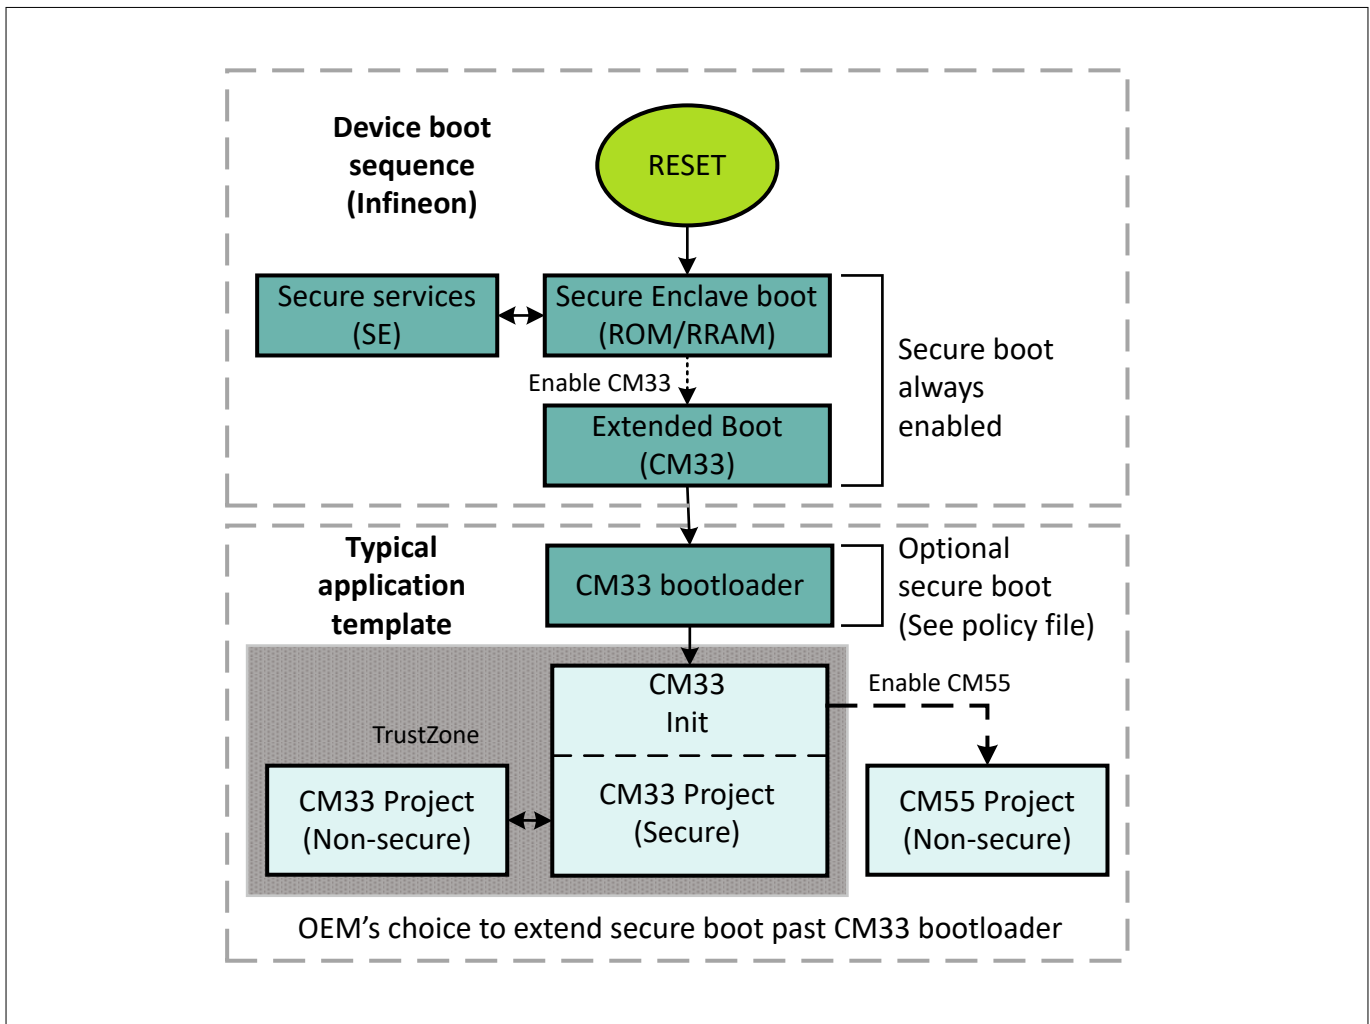 Device boot
sequence
(Infineon)
RESET
Secure services
(SE)
Secure Enclave boot
(ROM/RRAM)
Enable CM33
Extended Boot
(CM33)
Secure boot
always
enabled
Typical
application
template
CM33 bootloader
Optional
secure boot
(See policy file)
CM33
Init
Enable CM55
TrustZone
CM33 Project
(Non-secure)
CM33 Project
(Secure)
CM55 Project
(Non-secure)
OEM’s choice to extend secure boot past CM33 bootloader